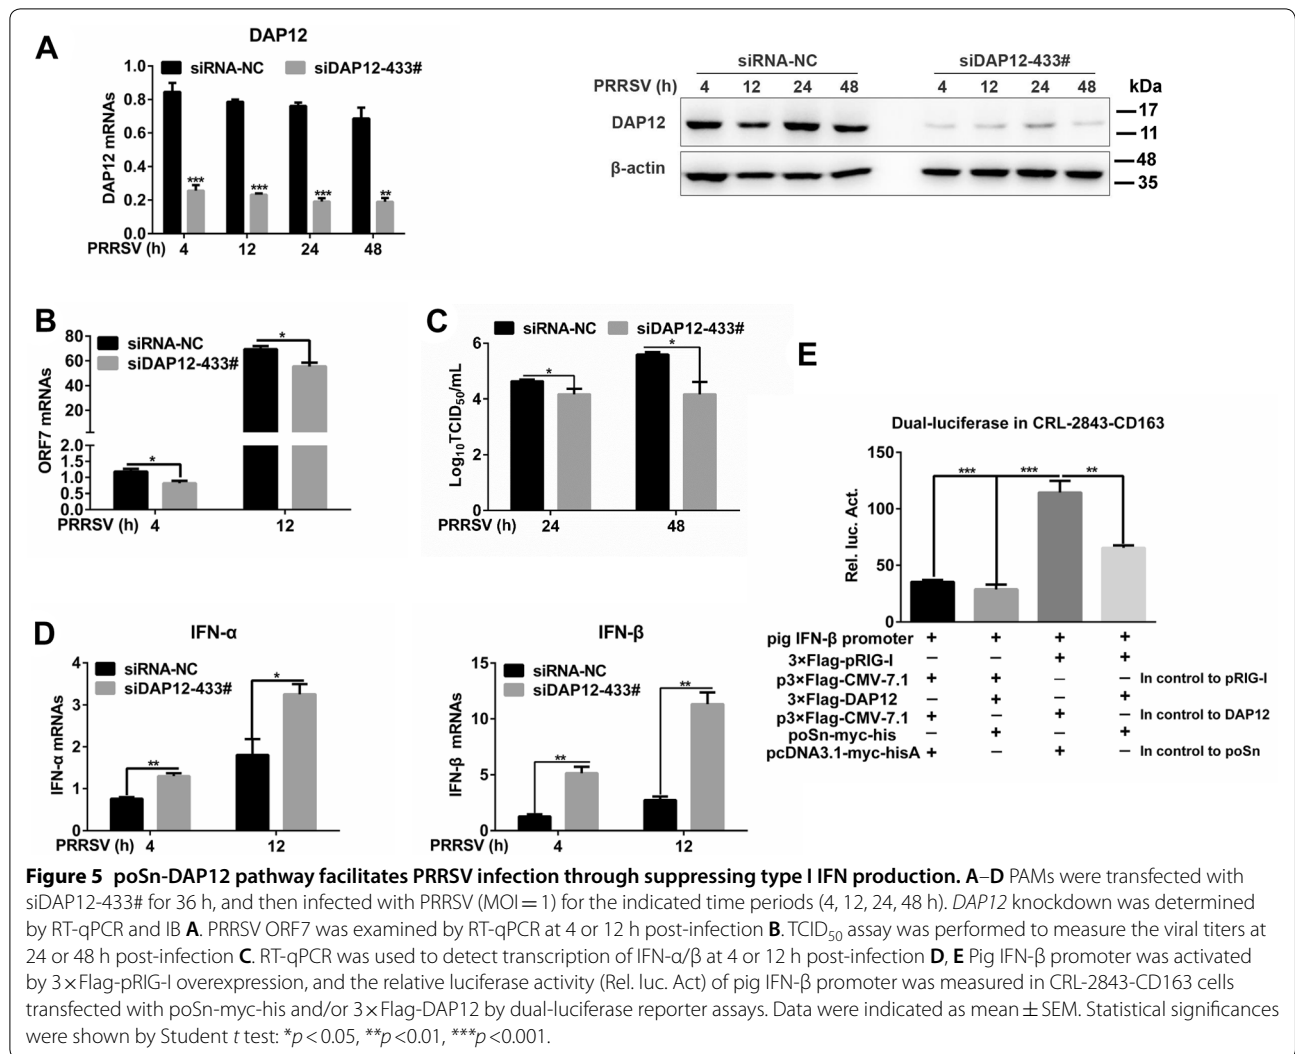 A
DAP12
siRNA-NC siDAP12-433#
DAP12 mRNAs
1.0
0.8
0.6
0.4
0.2
0.0
*** *** *** **
PRRSV (h) 4 12 24 48
siRNA-NC siDAP12-433#
PRRSV (h) 4 12 24 48 4 12 24 48 kDa
DAP12
17
11
β-actin
48
35
B
siRNA-NC
siDAP12-433#
ORF7 mRNAs
80
60
40
20
2.0
1.5
1.0
0.5
0.0
* *
PRRSV (h) 4 12
C
siRNA-NC siDAP12-433#
Log10TCID50/mL
6
4
2
0
* *
PRRSV (h) 24 48
E
Dual-luciferase in CRL-2843-CD163
Rel. luc. Act.
150
100
50
0
*** *** **
pig IFN-β promoter + + + +
3×Flag-pRIG-I – – + +
p3×Flag-CMV-7.1 + + – – In control to pRIG-I
3×Flag-DAP12 – + – +
p3×Flag-CMV-7.1 + – + – In control to DAP12
poSn-myc-his – + – +
pcDNA3.1-myc-hisA + – + – In control to poSn
D
IFN-α
siRNA-NC
siDAP12-433#
IFN-α mRNAs
4
3
2
1
0
** *
PRRSV (h) 4 12
IFN-β
siRNA-NC
siDAP12-433#
IFN-β mRNAs
15
10
5
0
** **
PRRSV (h) 4 12
Figure 5 poSn-DAP12 pathway facilitates PRRSV infection through suppressing type I IFN production. A–D PAMs were transfected with
siDAP12-433# for 36 h, and then infected with PRRSV (MOI = 1) for the indicated time periods (4, 12, 24, 48 h). DAP12 knockdown was determined
by RT-qPCR and IB A. PRRSV ORF7 was examined by RT-qPCR at 4 or 12 h post-infection B. TCID50 assay was performed to measure the viral titers at
24 or 48 h post-infection C. RT-qPCR was used to detect transcription of IFN-α/β at 4 or 12 h post-infection D, E Pig IFN-β promoter was activated
by 3×Flag-pRIG-I overexpression, and the relative luciferase activity (Rel. luc. Act) of pig IFN-β promoter was measured in CRL-2843-CD163 cells
transfected with poSn-myc-his and/or 3×Flag-DAP12 by dual-luciferase reporter assays. Data were indicated as mean ± SEM. Statistical significances
were shown by Student t test: *p < 0.05, **p <0.01, ***p <0.001.